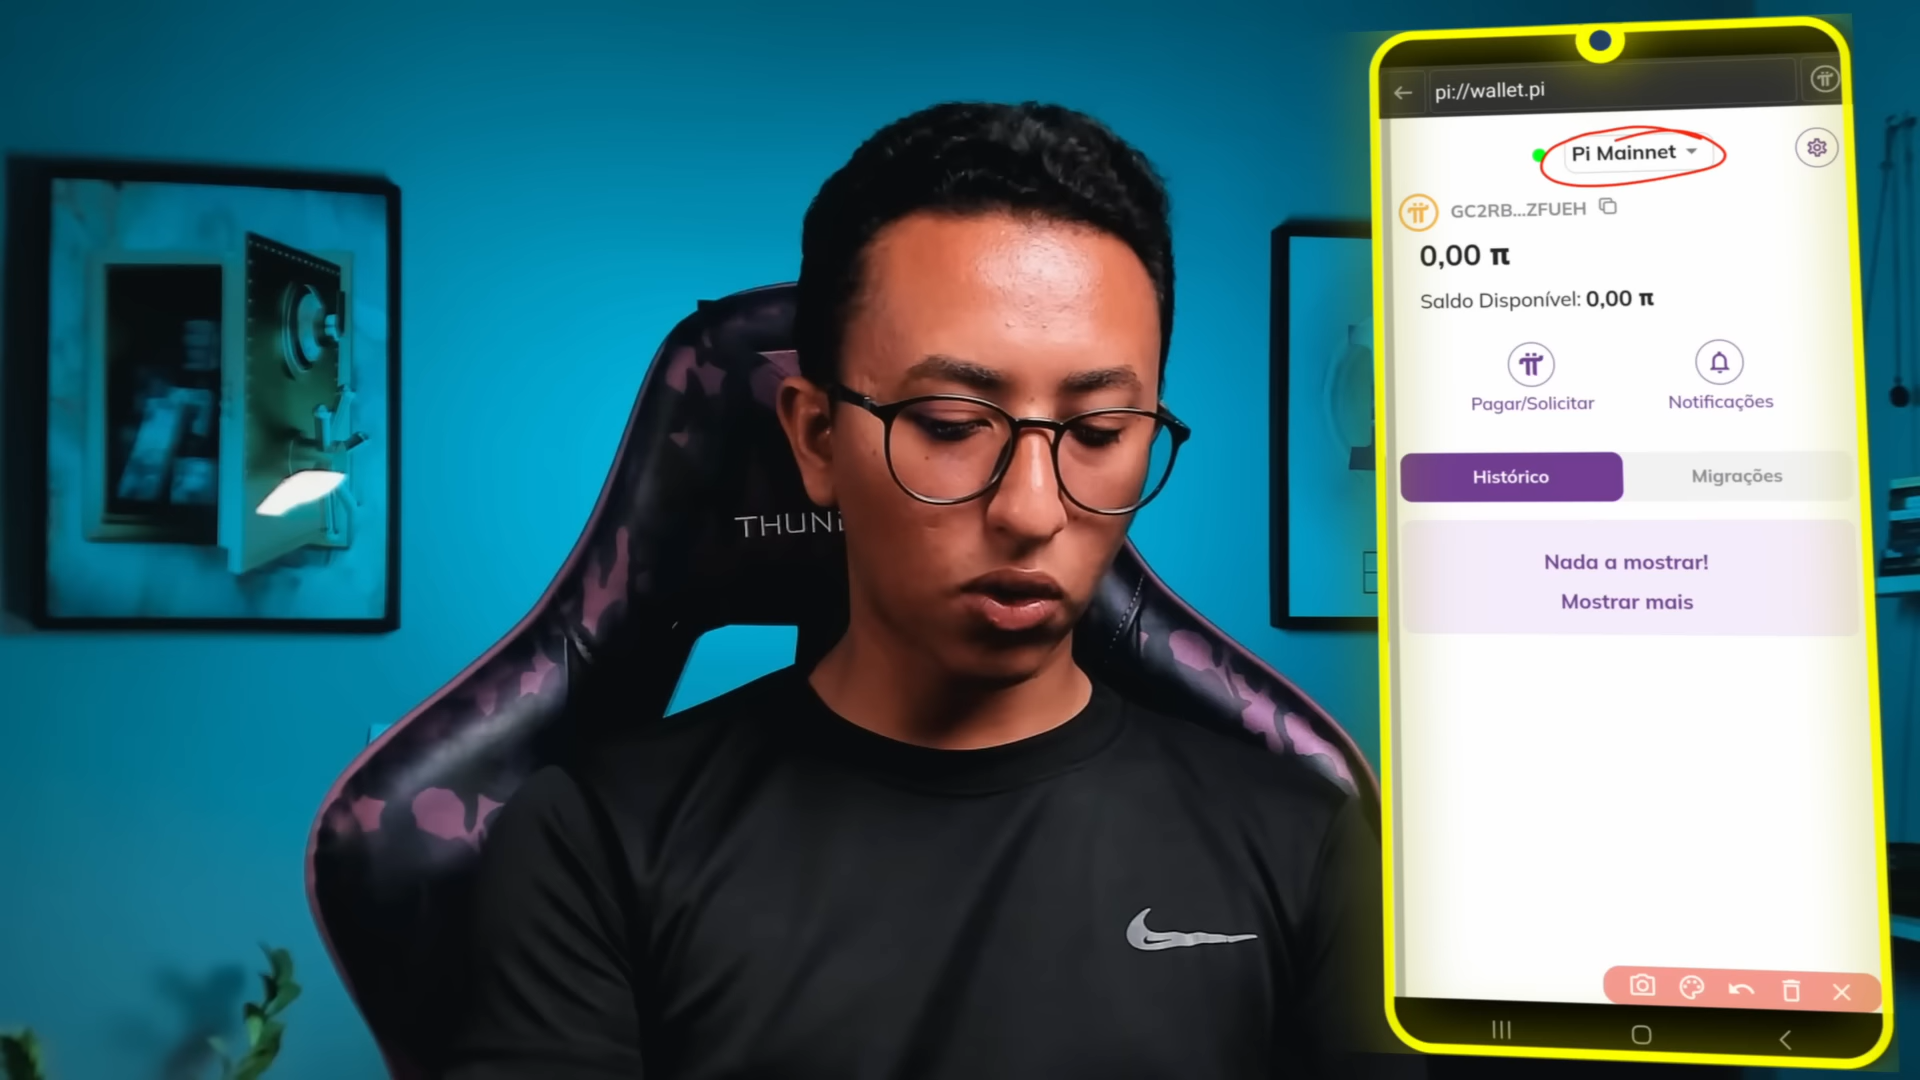 THUN
pi://wallet.pi
Pi Mainnet
GC2RB...ZFUEH
0,00 π
Saldo Disponível: 0,00 π
Pagar/Solicitar
Notificações
Histórico
Migrações
Nada a mostrar!
Mostrar mais